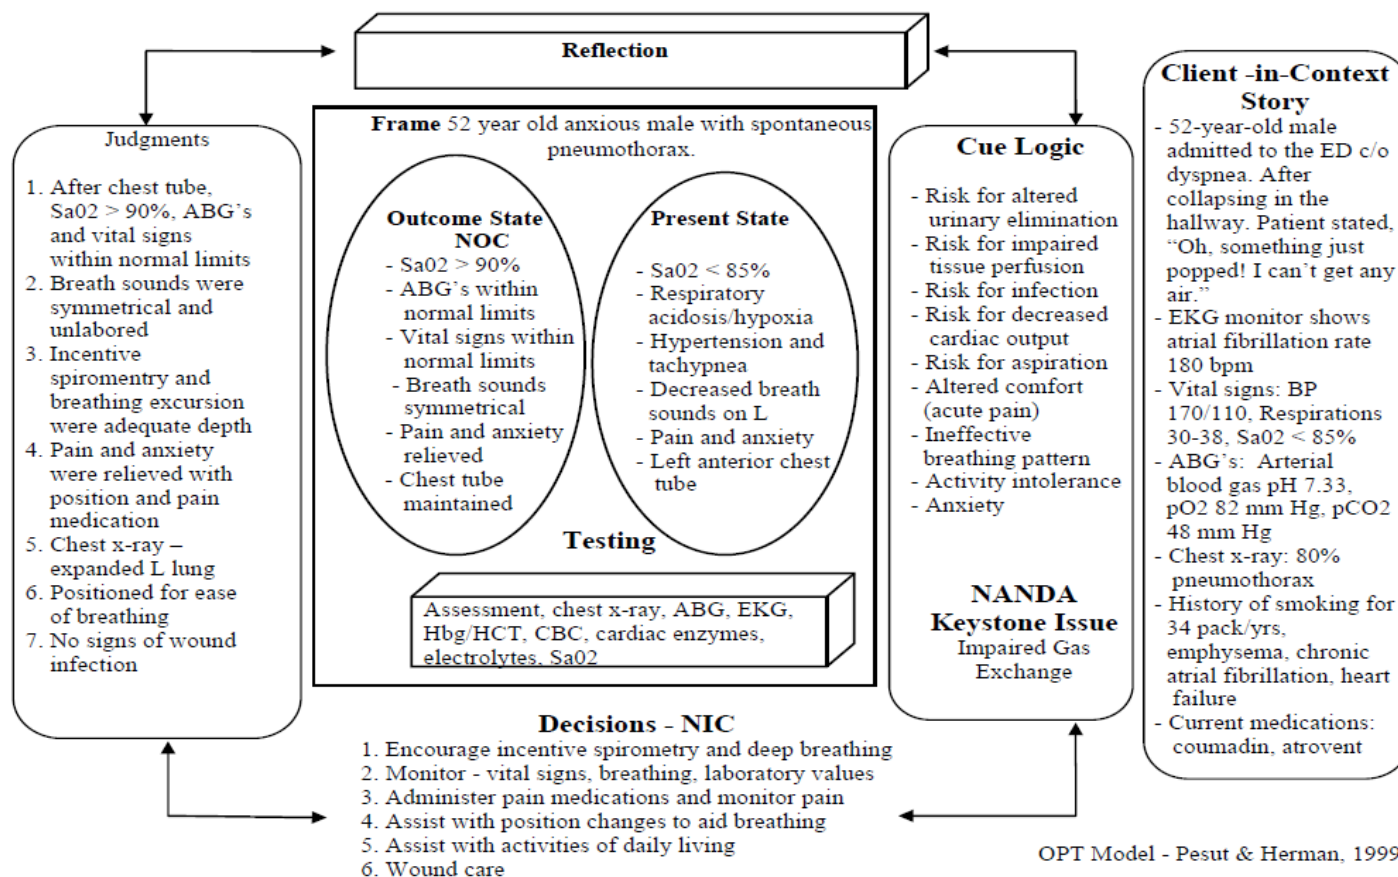 Reflection
Judgments
1. After chest tube,
Sa02 > 90%, ABG's
and vital signs
within normal limits
2. Breath sounds were
symmetrical and
unlabored
3. Incentive
spiromentry and
breathing excursion
were adequate depth
4. Pain and anxiety
were relieved with
position and pain
medication
5. Chest x-ray –
expanded L lung
6. Positioned for ease
of breathing
7. No signs of wound
infection
Frame 52 year old anxious male with spontaneous
pneumothorax.
Outcome State
NOC
- Sa02 > 90%
- ABG's within
normal limits
- Vital signs within
normal limits
- Breath sounds
symmetrical
- Pain and anxiety
relieved
- Chest tube
maintained
Present State
- Sa02 < 85%
- Respiratory
acidosis/hypoxia
- Hypertension and
tachypnea
- Decreased breath
sounds on L
- Pain and anxiety
- Left anterior chest
tube
Testing
Assessment, chest x-ray, ABG, EKG,
Hbg/HCT, CBC, cardiac enzymes,
electrolytes, Sa02
Decisions - NIC
1. Encourage incentive spirometry and deep breathing
2. Monitor - vital signs, breathing, laboratory values
3. Administer pain medications and monitor pain
4. Assist with position changes to aid breathing
5. Assist with activities of daily living
6. Wound care
Cue Logic
- Risk for altered
urinary elimination
- Risk for impaired
tissue perfusion
- Risk for infection
- Risk for decreased
cardiac output
- Risk for aspiration
- Altered comfort
(acute pain)
- Ineffective
breathing pattern
- Activity intolerance
- Anxiety
NANDA
Keystone Issue
Impaired Gas
Exchange
Client -in-Context
Story
- 52-year-old male
admitted to the ED c/o
dyspnea. After
collapsing in the
hallway. Patient stated,
"Oh, something just
popped! I can't get any
air."
- EKG monitor shows
atrial fibrillation rate
180 bpm
- Vital signs: BP
170/110, Respirations
30-38, Sa02 < 85%
- ABG's: Arterial
blood gas pH 7.33,
pO2 82 mm Hg, pCO2
48 mm Hg
- Chest x-ray: 80%
pneumothorax
- History of smoking for
34 pack/yrs,
emphysema, chronic
atrial fibrillation, heart
failure
- Current medications:
coumadin, atrovent
OPT Model - Pesut & Herman, 1999